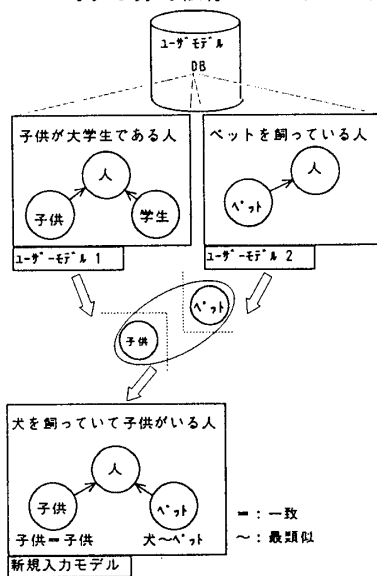 ユーザモデル
DB
子供が大学生である人
人
子供
学生
ユーザーモデル 1
ペットを飼っている人
人
ペット
ユーザーモデル 2
子供
ペット
犬を飼っていて子供がいる人
人
子供
ペット
子供=子供
犬~ペット
新規入力モデル
= : 一致
~ : 最類似